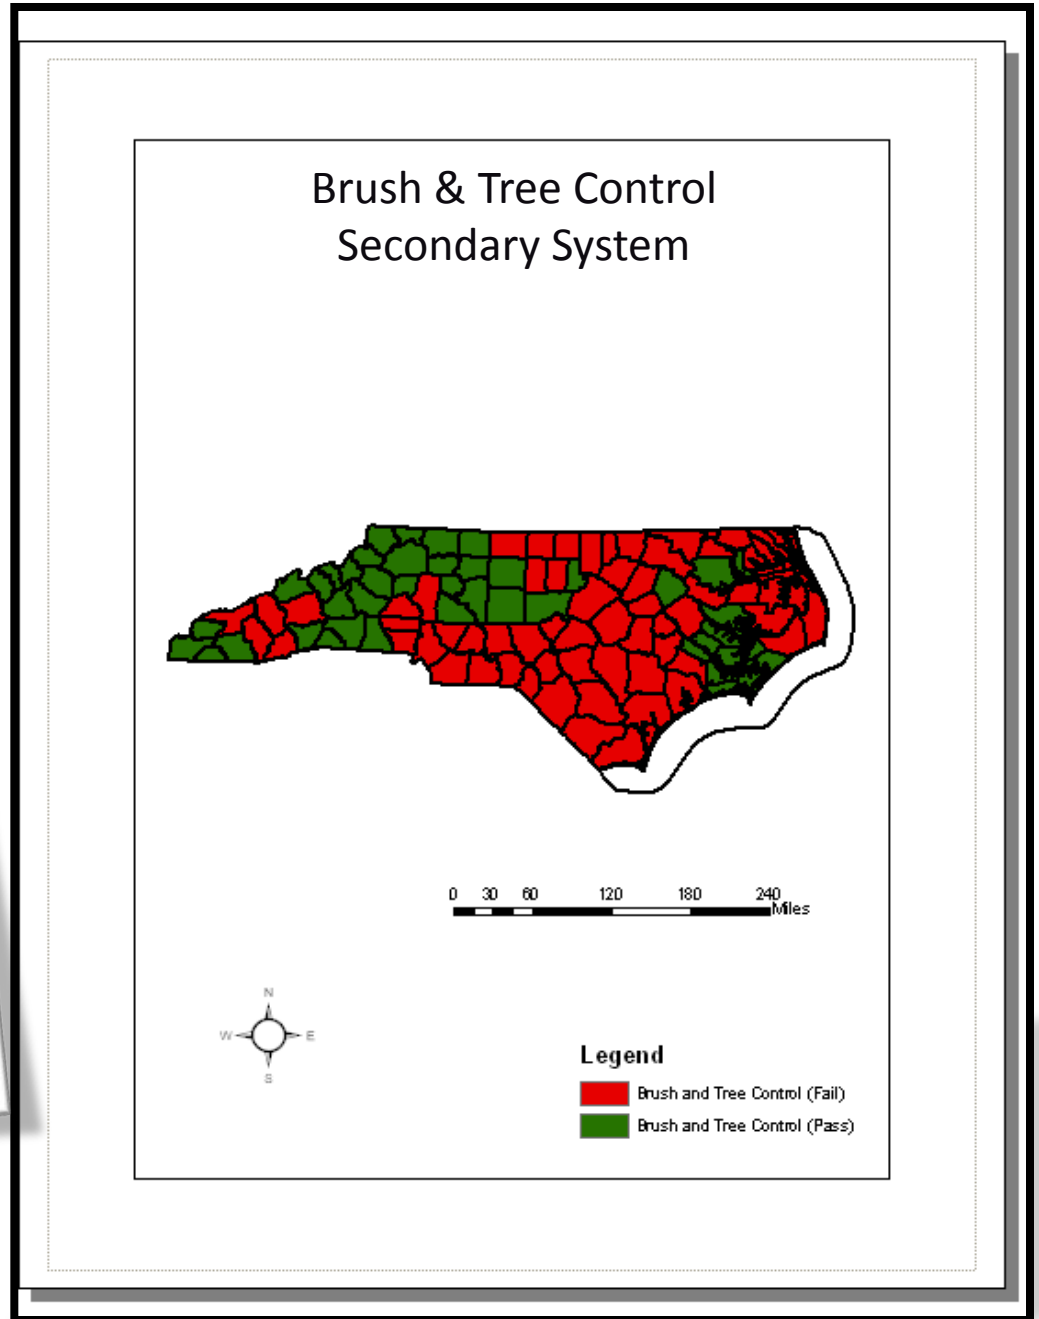 Brush & Tree Control
Secondary System
0 30 60 120 180 240
Miles
N
W E
S
Legend
Brush and Tree Control (Fail)
Brush and Tree Control (Pass)